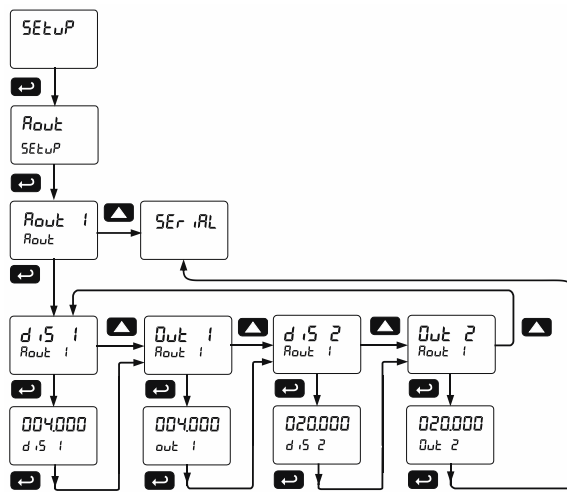 SEtuP
Aout
SEtuP
Aout 1
Aout
SEriAL
diS 1
Aout 1
Out 1
Aout 1
diS 2
Aout 1
Out 2
Aout 1
004.000
diS 1
004.000
out 1
020.000
diS 2
020.000
Out 2